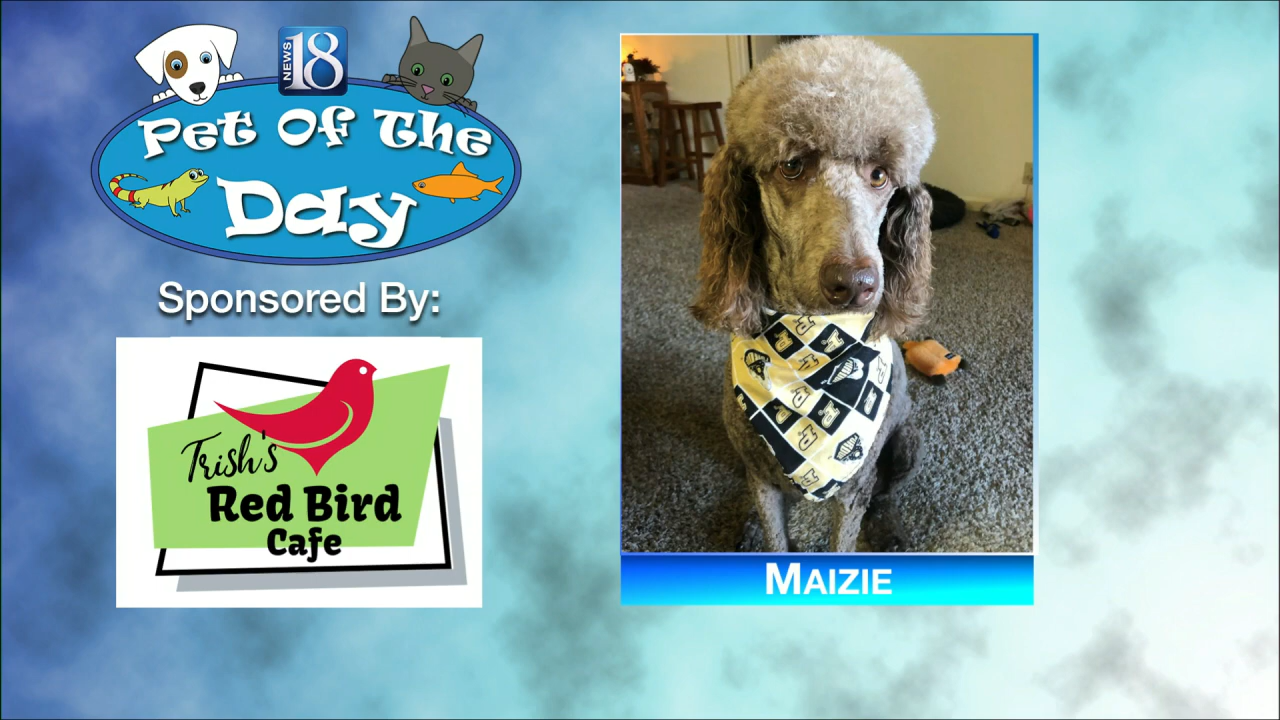 NEWS 18
Pet Of The
Day
Sponsored By:
Trish's
Red Bird
Cafe
MAIZIE
P P
P
P P
P P
P